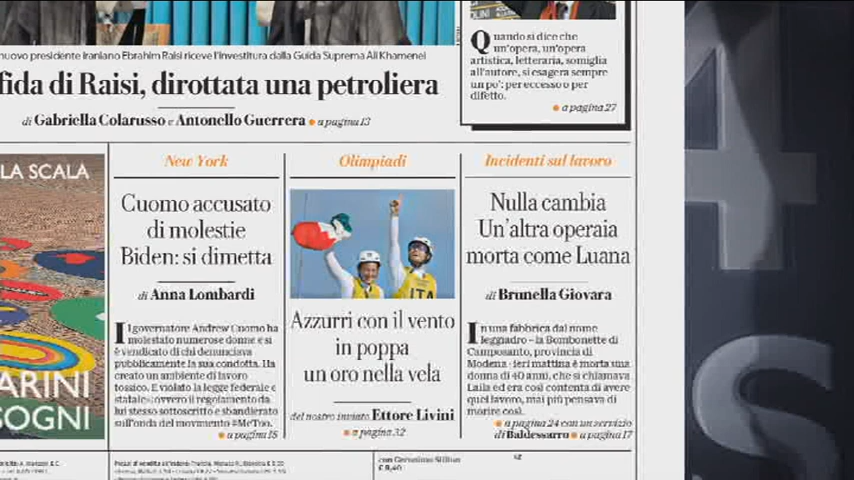 nuovo presidente iraniano Ebrahim Raisi riceve l'investitura dalla Guida Suprema Ali Khamenei
fida di Raisi, dirottata una petroliera
di Gabriella Colarusso e Antonello Guerrera ● a pagina 13
Quando si dice che
un'opera, un'opera
artistica, letteraria, somiglia
all'autore, si esagera sempre
un po': per eccesso o per
difetto.
● a pagina 27
LA SCALA
ARINI
SOGNI
New York
Cuomo accusato
di molestie
Biden: si dimetta
di Anna Lombardi
Il governatore Andrew Cuomo ha
molestato numerose donne e si
è vendicato di chi denunciava
pubblicamente la sua condotta. Ha
creato un ambiente di lavoro
tossico. E violato la legge federale e
statale: ovvero il regolamento da
lui stesso sottoscritto e sbandierato
sull'onda del movimento #MeToo.
● a pagina 18
Olimpiadi
ITA
Azzurri con il vento
in poppa
un oro nella vela
del nostro inviato Ettore Livini
● a pagina 32
Incidenti sul lavoro
Nulla cambia
Un'altra operaia
morta come Luana
di Brunella Giovara
In una fabbrica dal nome
leggiadro – la Bombonette di
Camposanto, provincia di
Modena - ieri mattina è morta una
donna di 40 anni, che si chiamava
Laila ed era così contenta di avere
quel lavoro, mai più pensava di
morire così.
● a pagina 24 con un servizio
di Baldessarro ● a pagina 17
4
s